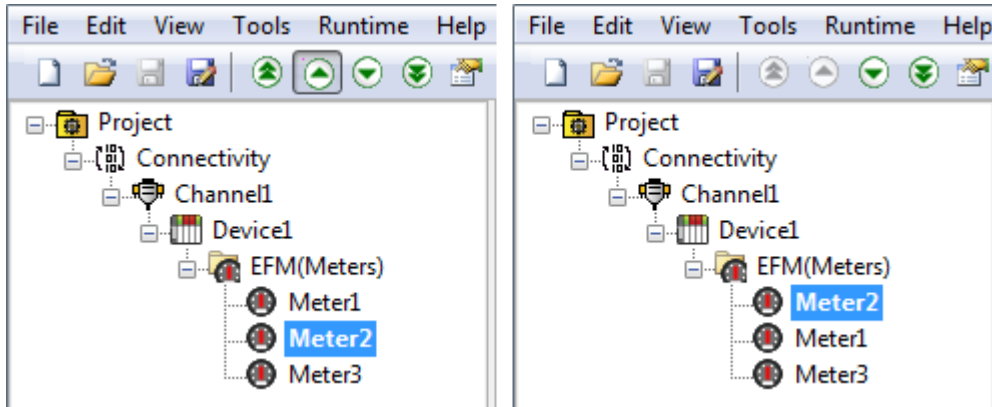 File Edit View Tools Runtime Help
Project
Connectivity
Channel1
Device1
EFM(Meters)
Meter1
Meter2
Meter3
File Edit View Tools Runtime Help
Project
Connectivity
Channel1
Device1
EFM(Meters)
Meter2
Meter1
Meter3